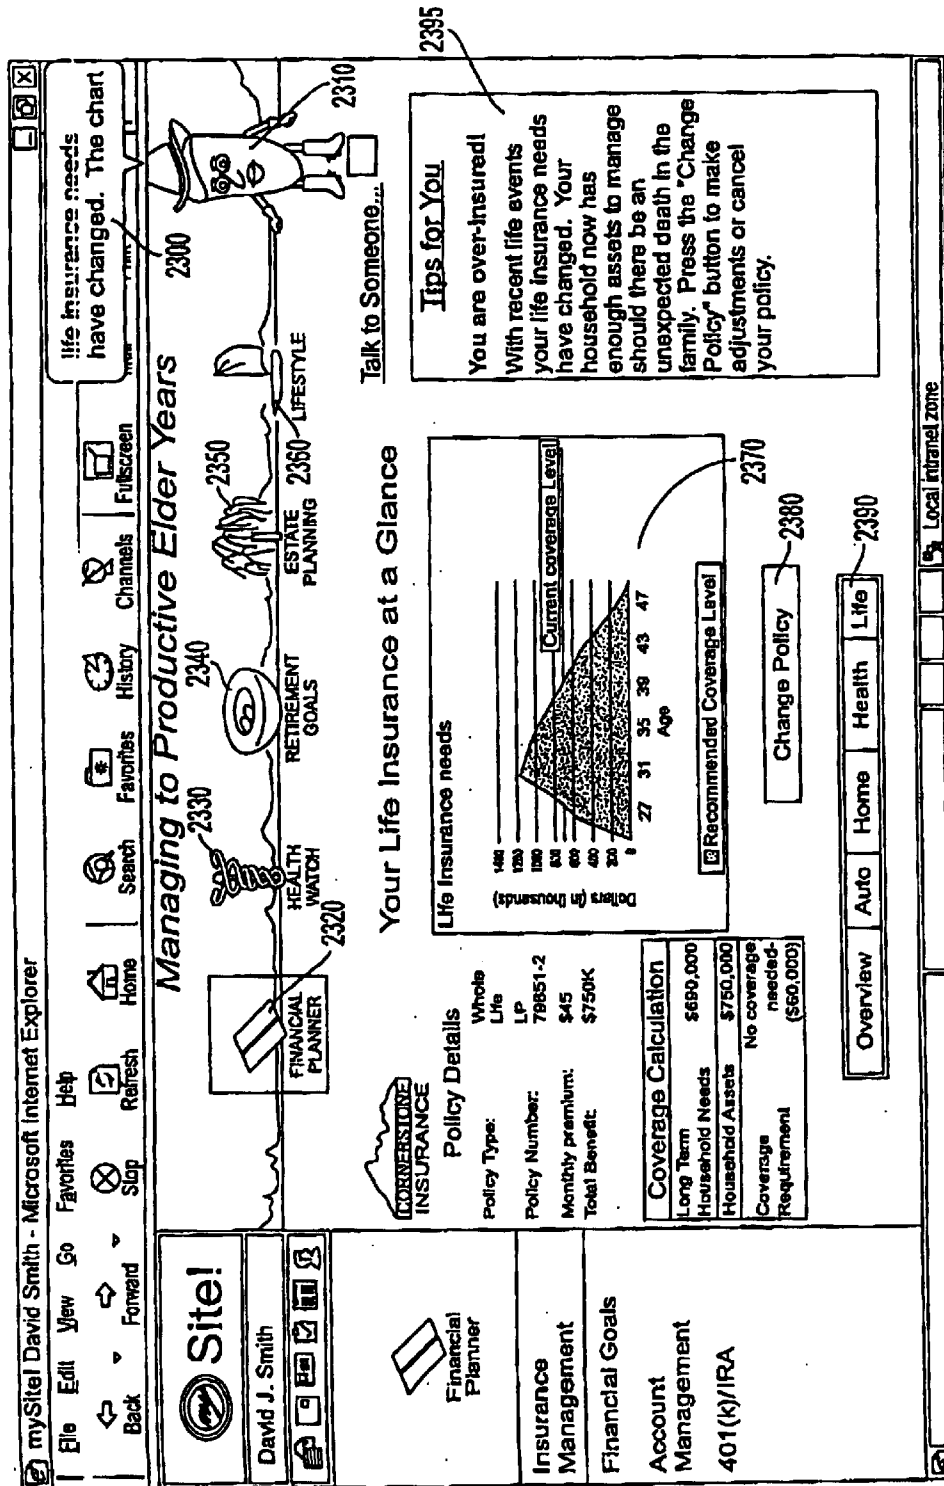 mySite! David Smith - Microsoft Internet Explorer
File Edit View Go Favorites Help
Back Forward Stop Refresh Home Search Favorites History Channels Fullscreen
life insurance needs
have changed. The chart
2300
my Site!
David J. Smith
Managing to Productive Elder Years
FINANCIAL
PLANNER
2320
HEALTH
WATCH
2330
RETIREMENT
GOALS
2340
ESTATE
PLANNING
2350
LIFESTYLE
2360
2310
Talk to Someone...
Financial
Planner
Insurance
Management
Financial Goals
Account
Management
401(k)/IRA
CORNERSTONE
INSURANCE
Your Life Insurance at a Glance
Policy Details
Policy Type: Whole Life
Policy Number: LP 79851-2
Monthly premium: $45
Total Benefit: $750K
Coverage Calculation
Long Term
Household Needs $690,000
Household Assets $750,000
Coverage
Requirement
No coverage
needed-
($60,000)
Life Insurance needs
Dollars (in thousands)
1400
1200
1000
800
600
400
200
0
27 31 35 39 43 47
Age
Current coverage Level
Recommended Coverage Level
2370
Change Policy
2380
Overview Auto Home Health Life
2390
Tips for You
2395
You are over-insured!
With recent life events
your life insurance needs
have changed. Your
household now has
enough assets to manage
should there be an
unexpected death in the
family. Press the "Change
Policy" button to make
adjustments or cancel
your policy.
Local intranet zone